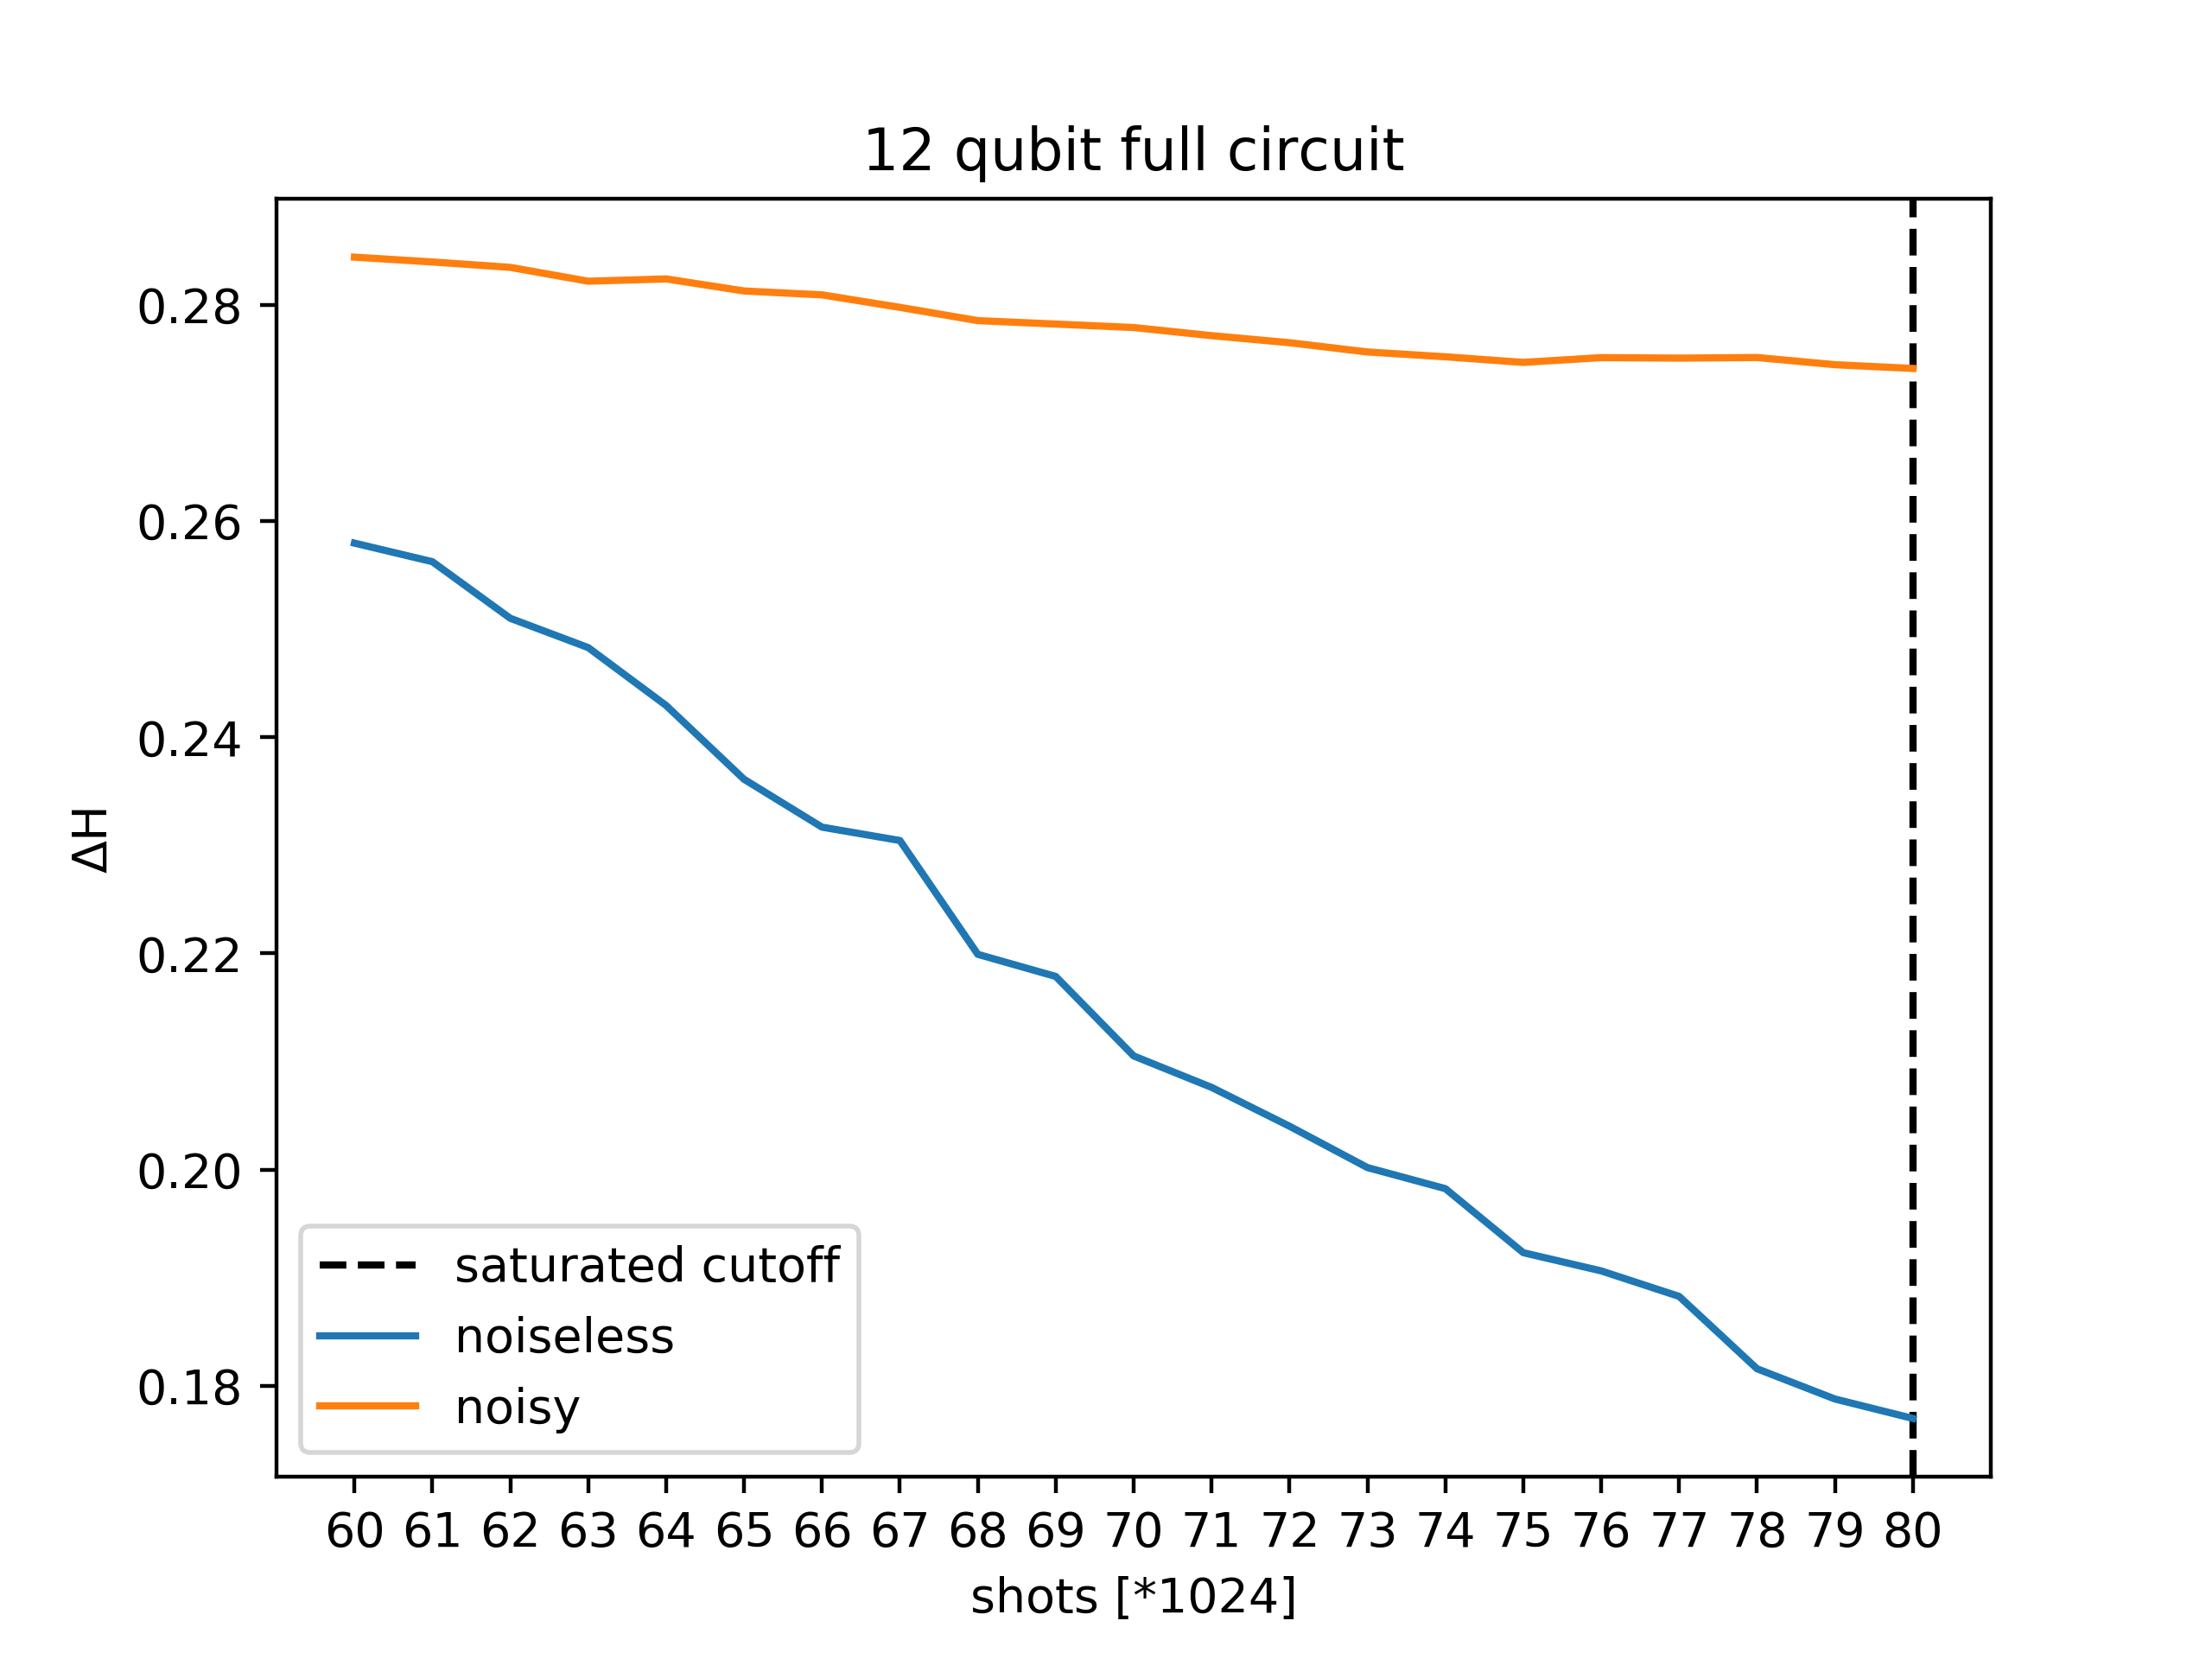 12 qubit full circuit
0.28
0.26
0.24
0.22
0.20
0.18
ΔH
saturated cutoff
noiseless
noisy
60 61 62 63 64 65 66 67 68 69 70 71 72 73 74 75 76 77 78 79 80
shots [*1024]